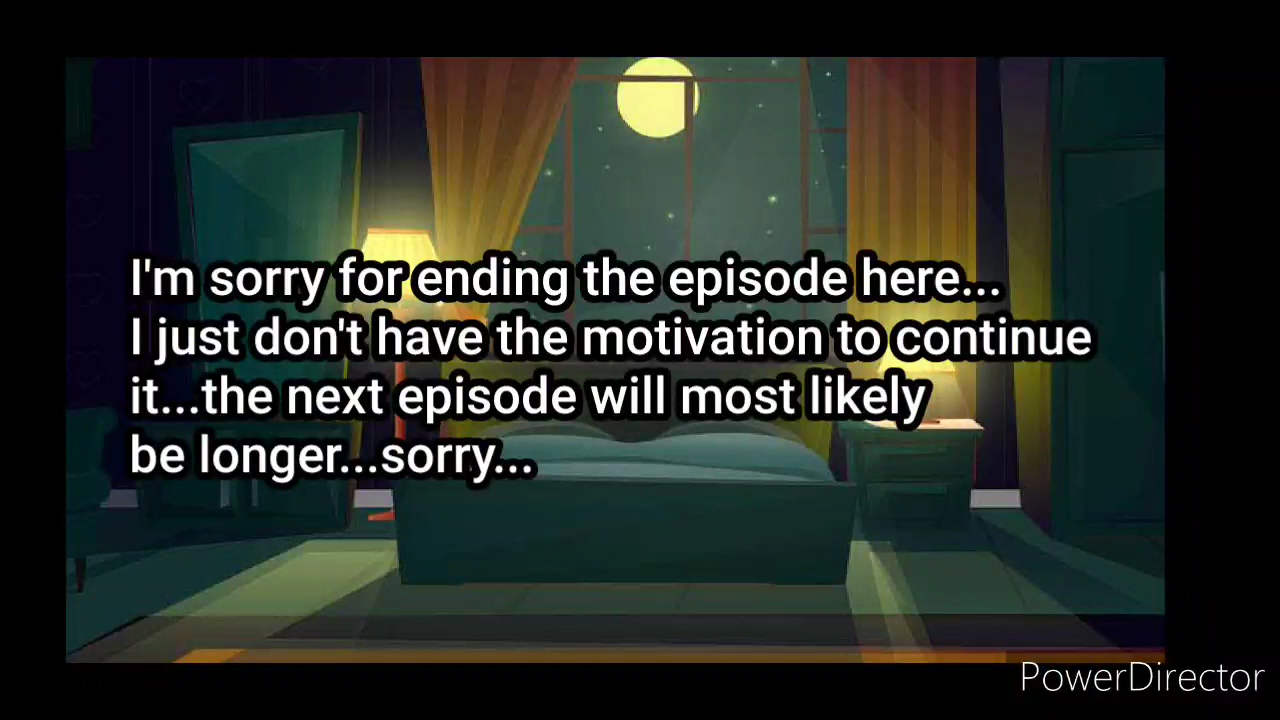 I'm sorry for ending the episode here...
I just don't have the motivation to continue
it...the next episode will most likely
be longer...sorry...
PowerDirector